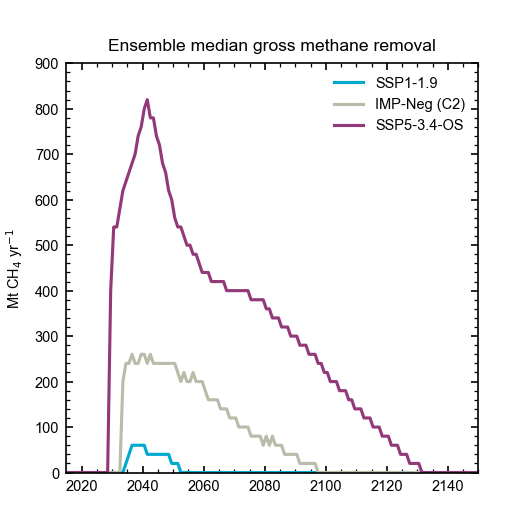 Ensemble median gross methane removal
900
800
700
600
500
400
300
200
100
0
Mt CH₄ yr⁻¹
SSP1-1.9
IMP-Neg (C2)
SSP5-3.4-OS
2020 2040 2060 2080 2100 2120 2140